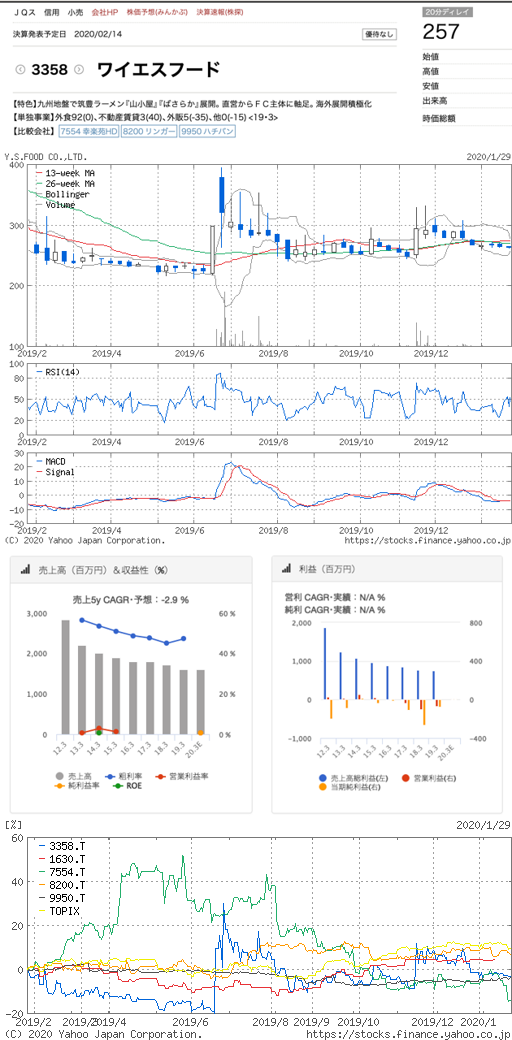 JQス 信用 小売 会社HP 株価予想(みんかぶ) 決算速報(株探)
20分ディレイ
決算発表予定日 2020/02/14
優待なし
257
3358 ワイエスフード
始値
高値
安値
出来高
時価総額
【特色】九州地盤で筑豊ラーメン『山小屋』『ばさらか』展開。直営からFC主体に軸足。海外展開積極化
【単独事業】外食92(0)、不動産賃貸3(40)、外販5(-35)、他0(-15) <19・3>
【比較会社】 7554 幸楽苑HD 8200 リンガー 9950 ハチバン
Y.S.FOOD CO.,LTD. 2020/1/29
400
13-week MA
26-week MA
Bollinger
Volume
300
200
100
2019/2 2019/4 2019/6 2019/8 2019/10 2019/12
100
RSI(14)
80
60
40
20
0
2019/2 2019/4 2019/6 2019/8 2019/10 2019/12
30
MACD
20
Signal
10
0
-10
-20
2019/2 2019/4 2019/6 2019/8 2019/10 2019/12
(C) 2020 Yahoo Japan Corporation. https://stocks.finance.yahoo.co.jp
売上高（百万円）＆収益性（%）
売上5y CAGR・予想：-2.9 %
3,000 60 %
2,000 40 %
1,000 20 %
0 0 %
12.3 13.3 14.3 15.3 16.3 17.3 18.3 19.3 20.3E
売上高 粗利率 営業利益率
純利益率 ROE
利益（百万円）
営利 CAGR・実績：N/A %
純利 CAGR・実績：N/A %
2,000 800
1,000 400
0 0
-1,000 -400
12.3 13.3 14.3 15.3 16.3 17.3 18.3 19.3 20.3E
売上高総利益(左) 営業利益(右)
当期純利益(右)
[%] 2020/1/29
60
3358.T
1630.T
7554.T
8200.T
9950.T
TOPIX
40
20
0
-20
2019/2 2019/3 2019/4 2019/6 2019/8 2019/9 2019/10 2019/12 2020/1
(C) 2020 Yahoo Japan Corporation. https://stocks.finance.yahoo.co.jp